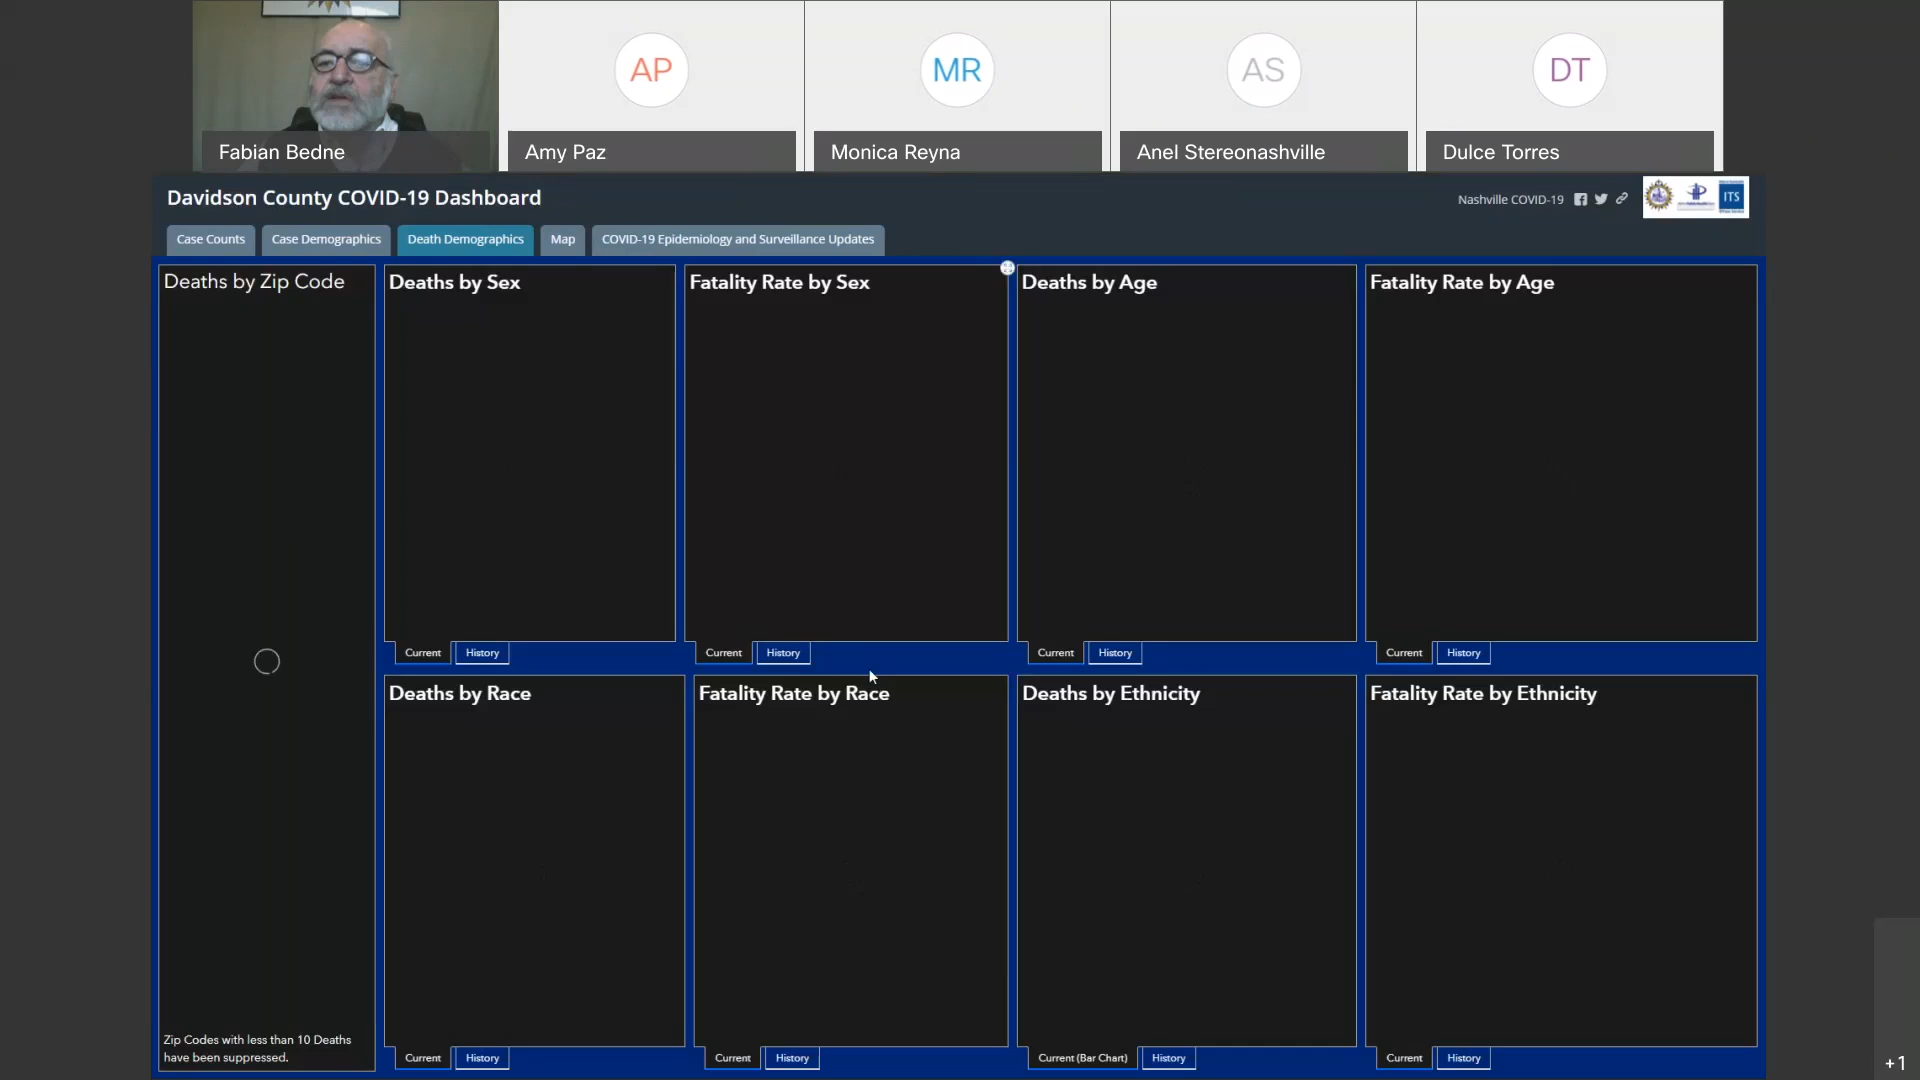 AP
MR
AS
DT
Fabian Bedne
Amy Paz
Monica Reyna
Anel Stereonashville
Dulce Torres
Davidson County COVID-19 Dashboard
Nashville COVID-19
ITS
Case Counts
Case Demographics
Death Demographics
Map
COVID-19 Epidemiology and Surveillance Updates
Deaths by Zip Code
Deaths by Sex
Fatality Rate by Sex
Deaths by Age
Fatality Rate by Age
Current
History
Current
History
Current
History
Current
History
Deaths by Race
Fatality Rate by Race
Deaths by Ethnicity
Fatality Rate by Ethnicity
Zip Codes with less than 10 Deaths
have been suppressed.
Current
History
Current
History
Current (Bar Chart)
History
Current
History
+1